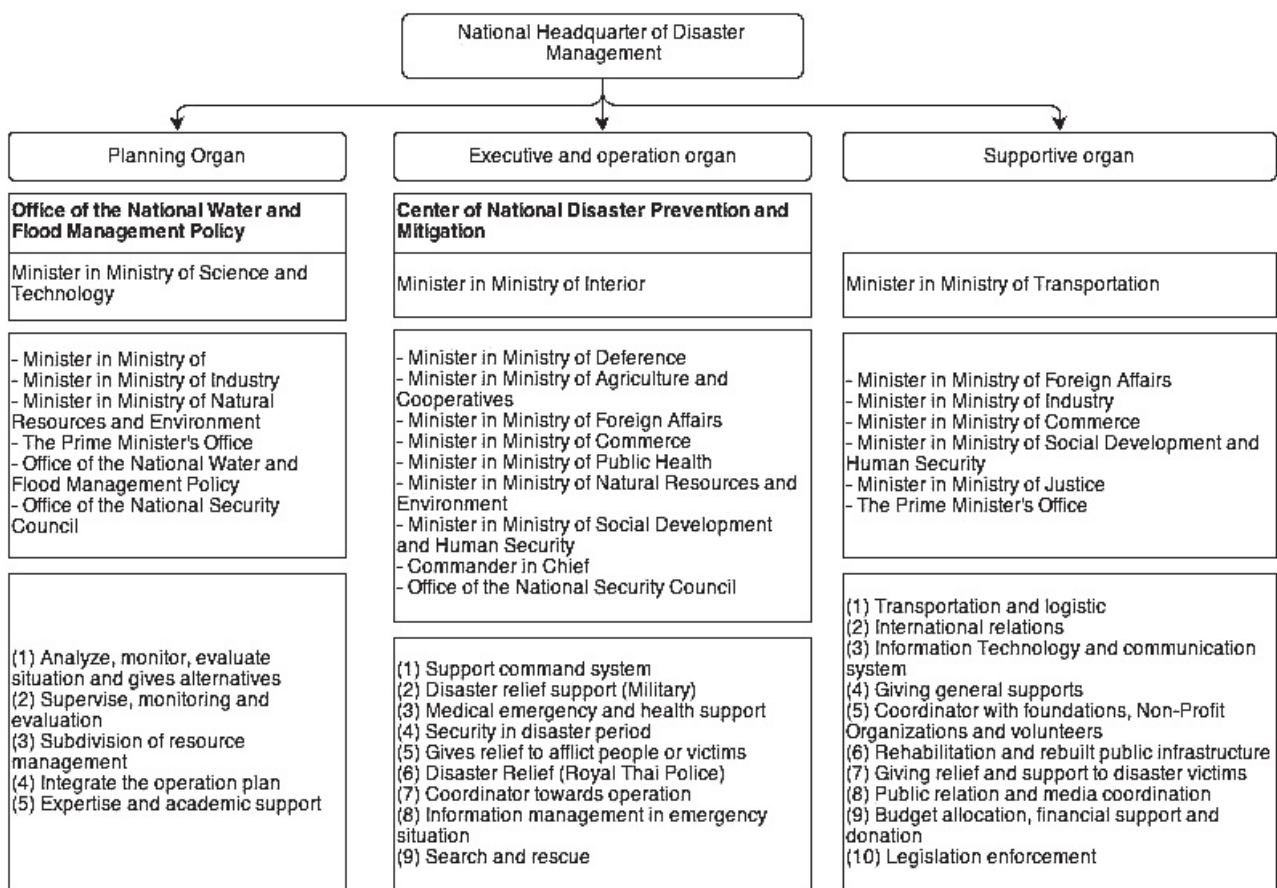 National Headquarter of Disaster
Management
Planning Organ
Executive and operation organ
Supportive organ
Office of the National Water and
Flood Management Policy
Minister in Ministry of Science and
Technology
- Minister in Ministry of
- Minister in Ministry of Industry
- Minister in Ministry of Natural
Resources and Environment
- The Prime Minister's Office
- Office of the National Water and
Flood Management Policy
- Office of the National Security
Council
(1) Analyze, monitor, evaluate
situation and gives alternatives
(2) Supervise, monitoring and
evaluation
(3) Subdivision of resource
management
(4) Integrate the operation plan
(5) Expertise and academic support
Center of National Disaster Prevention and
Mitigation
Minister in Ministry of Interior
- Minister in Ministry of Deference
- Minister in Ministry of Agriculture and
Cooperatives
- Minister in Ministry of Foreign Affairs
- Minister in Ministry of Commerce
- Minister in Ministry of Public Health
- Minister in Ministry of Natural Resources and
Environment
- Minister in Ministry of Social Development
and Human Security
- Commander in Chief
- Office of the National Security Council
(1) Support command system
(2) Disaster relief support (Military)
(3) Medical emergency and health support
(4) Security in disaster period
(5) Gives relief to afflict people or victims
(6) Disaster Relief (Royal Thai Police)
(7) Coordinator towards operation
(8) Information management in emergency
situation
(9) Search and rescue
Minister in Ministry of Transportation
- Minister in Ministry of Foreign Affairs
- Minister in Ministry of Industry
- Minister in Ministry of Commerce
- Minister in Ministry of Social Development and
Human Security
- Minister in Ministry of Justice
- The Prime Minister's Office
(1) Transportation and logistic
(2) International relations
(3) Information Technology and communication
system
(4) Giving general supports
(5) Coordinator with foundations, Non-Profit
Organizations and volunteers
(6) Rehabilitation and rebuilt public infrastructure
(7) Giving relief and support to disaster victims
(8) Public relation and media coordination
(9) Budget allocation, financial support and
donation
(10) Legislation enforcement